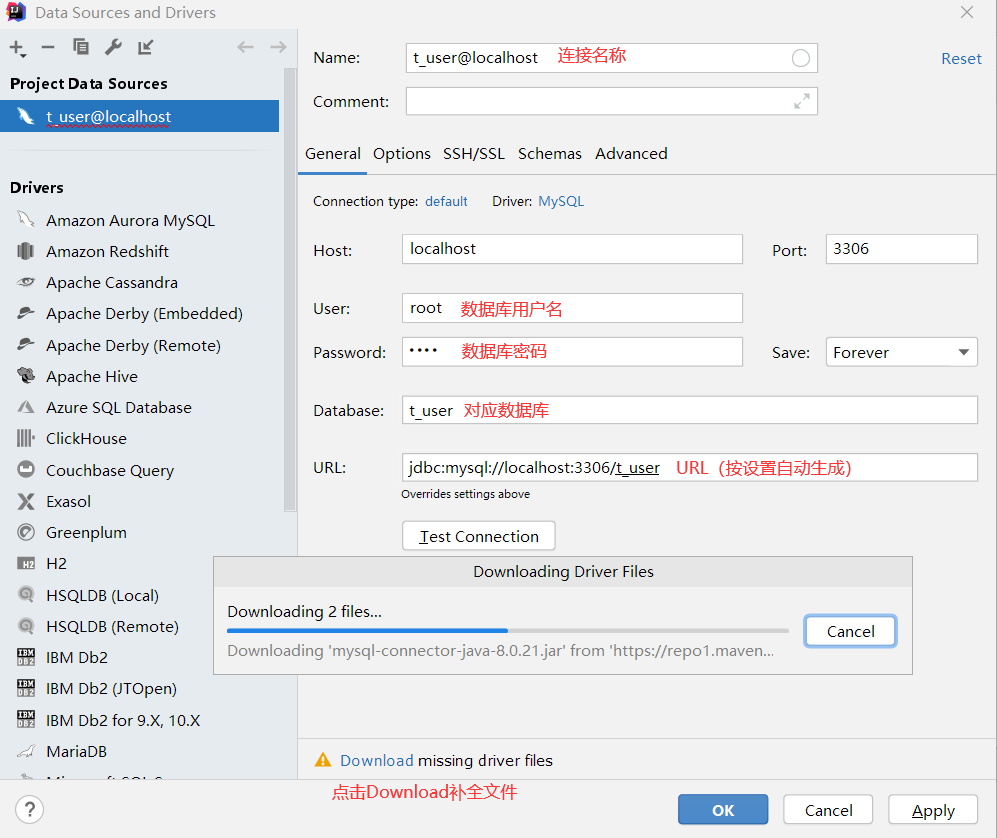 Data Sources and Drivers
Project Data Sources
t_user@localhost
Drivers
Amazon Aurora MySQL
Amazon Redshift
Apache Cassandra
Apache Derby (Embedded)
Apache Derby (Remote)
Apache Hive
Azure SQL Database
ClickHouse
Couchbase Query
Exasol
Greenplum
H2
HSQLDB (Local)
HSQLDB (Remote)
IBM Db2
IBM Db2 (JTOpen)
IBM Db2 for 9.X, 10.X
MariaDB
Name: t_user@localhost 连接名称
Reset
Comment:
General Options SSH/SSL Schemas Advanced
Connection type: default Driver: MySQL
Host: localhost Port: 3306
User: root 数据库用户名
Password: •••• 数据库密码 Save: Forever
Database: t_user 对应数据库
URL: jdbc:mysql://localhost:3306/t_user URL（按设置自动生成）
Overrides settings above
Test Connection
Downloading Driver Files
Downloading 2 files...
Cancel
Downloading 'mysql-connector-java-8.0.21.jar' from 'https://repo1.maven...
Download missing driver files
点击Download补全文件
?
OK Cancel Apply